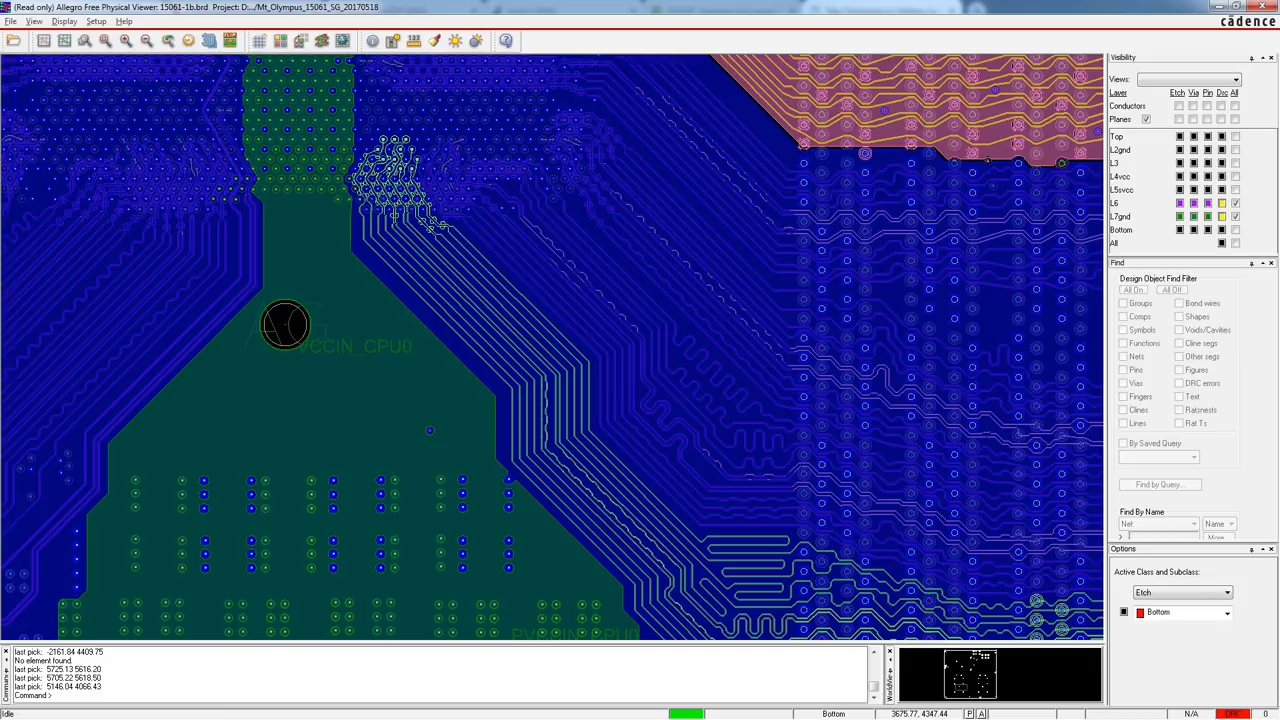 (Read only) Allegro Free Physical Viewer: 15061-1b.brd Project: D:../Mt_Olympus_15061_SG_20170518
File View Display Setup Help
cādence
Visibility
Views:
Layer Etch Via Pin Drc All
Conductors
Planes
Top
L2gnd
L3
L4vcc
L5svcc
L6
L7gnd
Bottom
All
Find
Design Object Find Filter
All On All Off
Groups Bond wires
Comps Shapes
Symbols Voids/Cavities
Functions Cline segs
Nets Other segs
Pins Figures
Vias DRC errors
Fingers Text
Clines Ratsnests
Lines Rat Ts
By Saved Query
Find by Query...
Find By Name
Net Name
> More...
Options
Active Class and Subclass:
Etch
Bottom
VCCIN_CPU0
PVCCIN_CPU0
last pick: -2161.84 4409.75
No element found.
last pick: 5725.13 5616.20
last pick: 5705.22 5618.50
last pick: 5146.04 4066.43
Command >
Idle Bottom 3675.77, 4347.44 P A N/A DRC 0